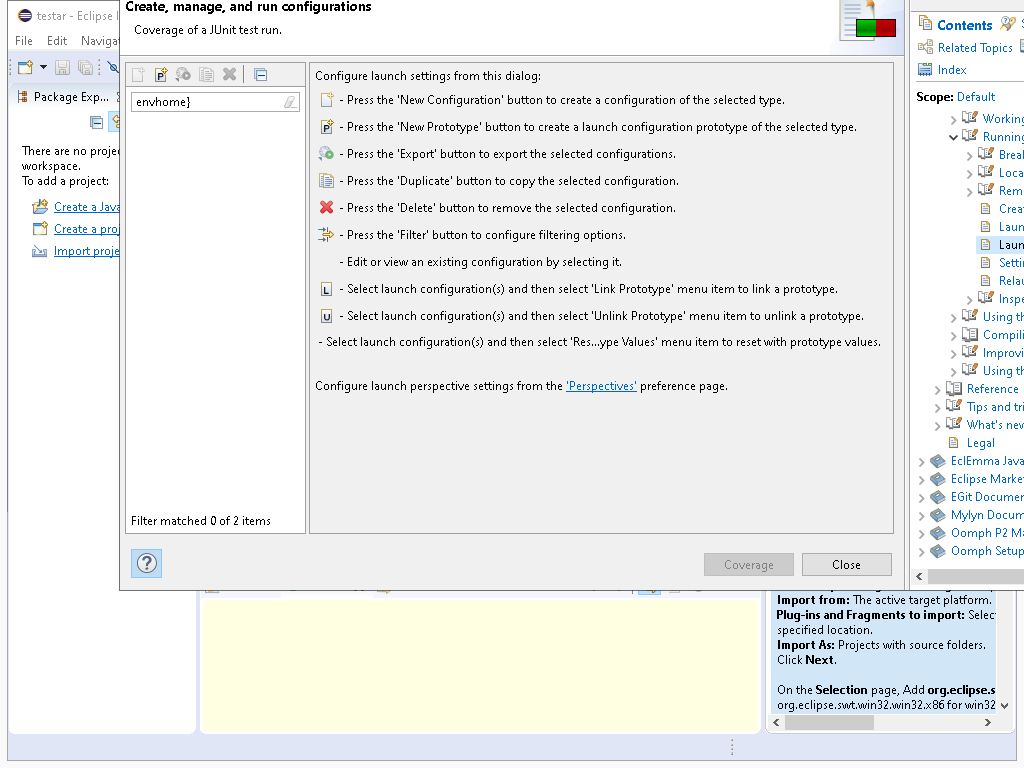 testar - Eclipse I
File Edit Naviga
Package Exp...
There are no proje
workspace.
To add a project:
Create a Java
Create a proj
Import proje
Create, manage, and run configurations
Coverage of a JUnit test run.
envhome}
Filter matched 0 of 2 items
Configure launch settings from this dialog:
- Press the 'New Configuration' button to create a configuration of the selected type.
- Press the 'New Prototype' button to create a launch configuration prototype of the selected type.
- Press the 'Export' button to export the selected configurations.
- Press the 'Duplicate' button to copy the selected configuration.
- Press the 'Delete' button to remove the selected configuration.
- Press the 'Filter' button to configure filtering options.
- Edit or view an existing configuration by selecting it.
- Select launch configuration(s) and then select 'Link Prototype' menu item to link a prototype.
- Select launch configuration(s) and then select 'Unlink Prototype' menu item to unlink a prototype.
- Select launch configuration(s) and then select 'Res...ype Values' menu item to reset with prototype values.
Configure launch perspective settings from the 'Perspectives' preference page.
Coverage Close
Contents
Related Topics
Index
Scope: Default
Working
Running
Break
Loca
Rem
Crea
Laun
Laun
Settin
Relau
Inspe
Using th
Compili
Improvi
Using th
Reference
Tips and tri
What's new
Legal
EclEmma Java
Eclipse Marke
EGit Documen
Mylyn Docum
Oomph P2 Ma
Oomph Setup
Import from: The active target platform.
Plug-ins and Fragments to import: Select
specified location.
Import As: Projects with source folders.
Click Next.
On the Selection page, Add org.eclipse.s
org.eclipse.swt.win32.win32.x86 for win32